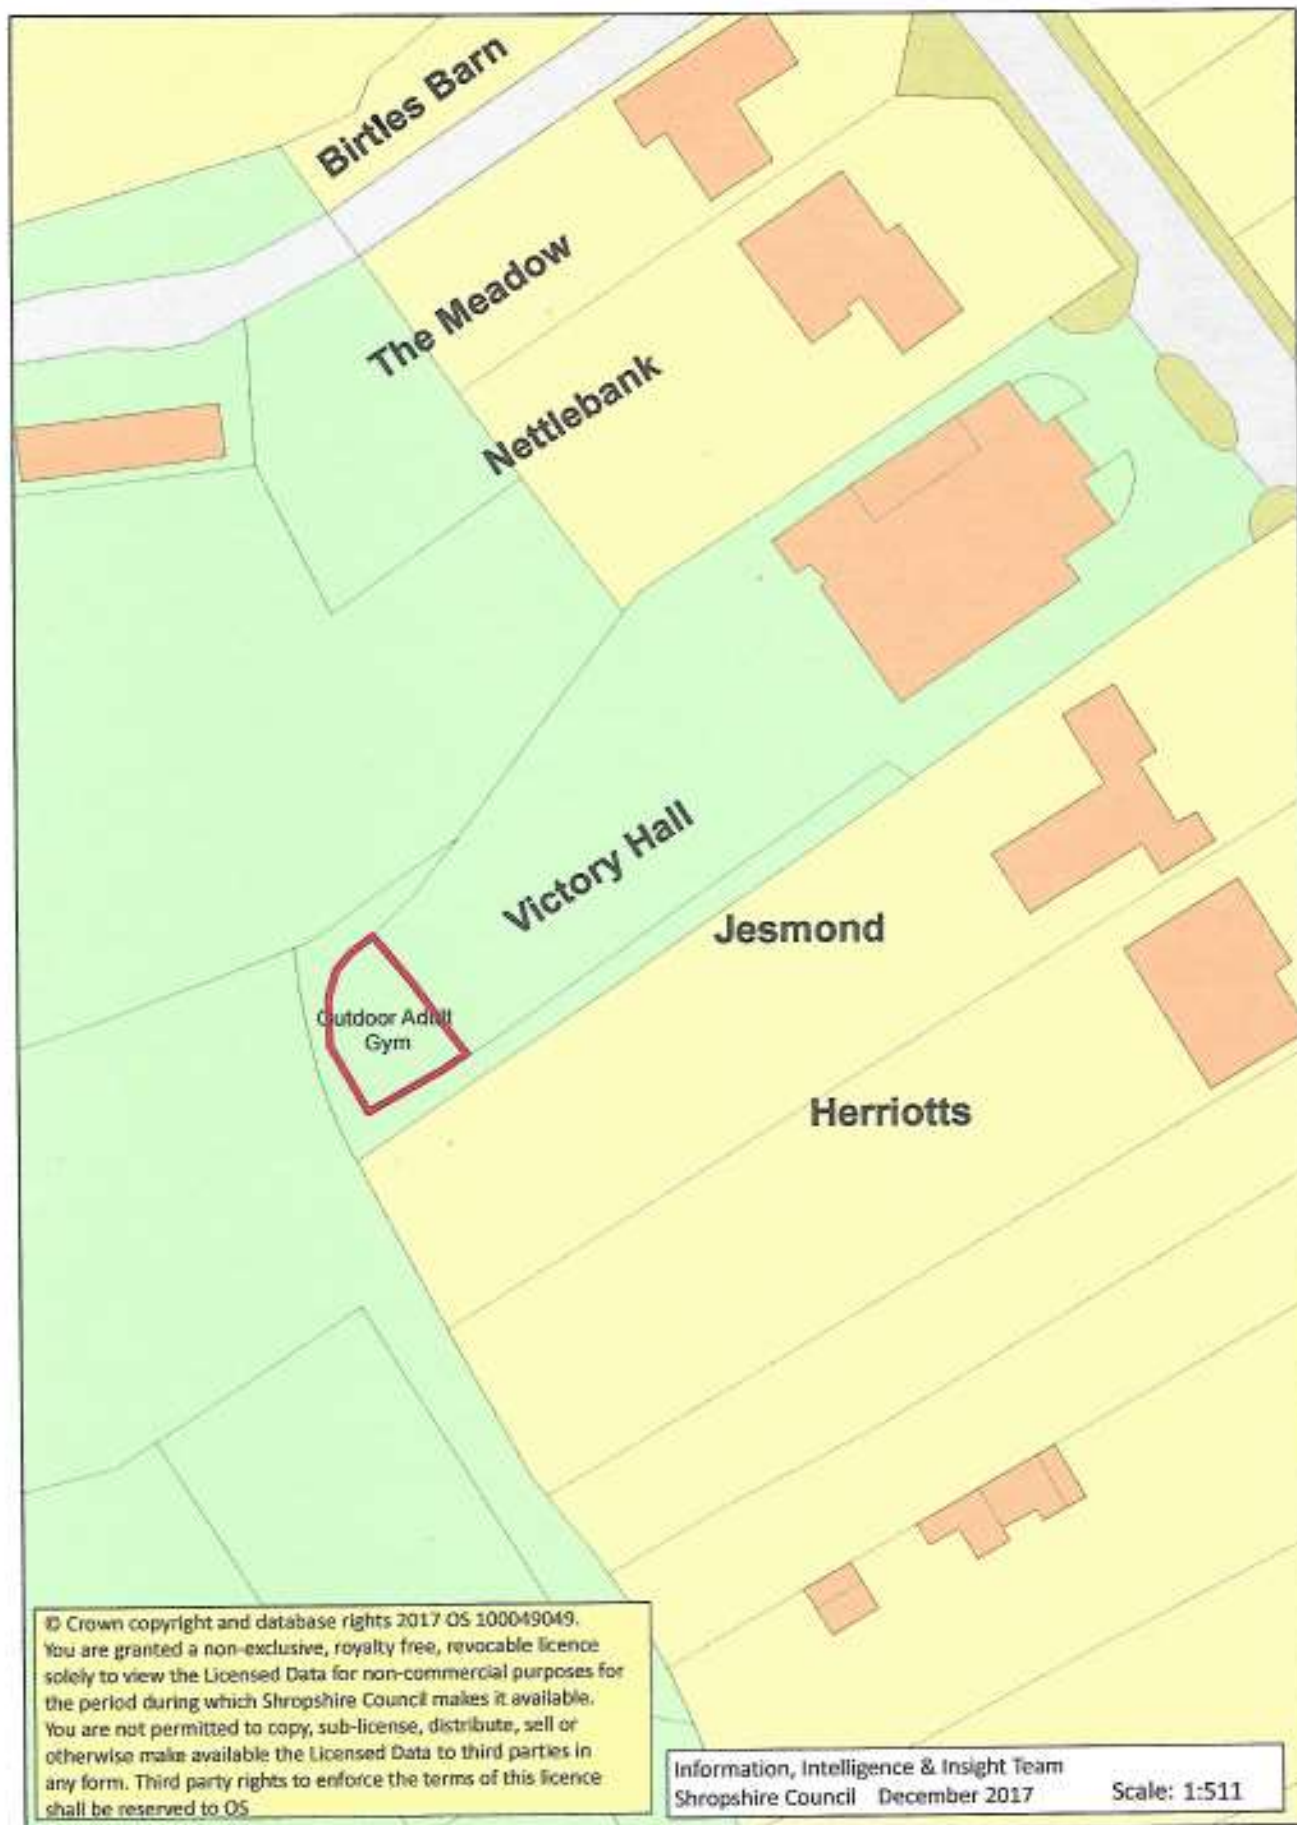 Birtles Barn
The Meadow
Nettlebank
Victory Hall
Jesmond
Outdoor Adult
Gym
Herriotts
© Crown copyright and database rights 2017 OS 100049049.
You are granted a non-exclusive, royalty free, revocable licence
solely to view the Licensed Data for non-commercial purposes for
the period during which Shropshire Council makes it available.
You are not permitted to copy, sub-license, distribute, sell or
otherwise make available the Licensed Data to third parties in
any form. Third party rights to enforce the terms of this licence
shall be reserved to OS
Information, Intelligence & Insight Team
Shropshire Council December 2017 Scale: 1:511